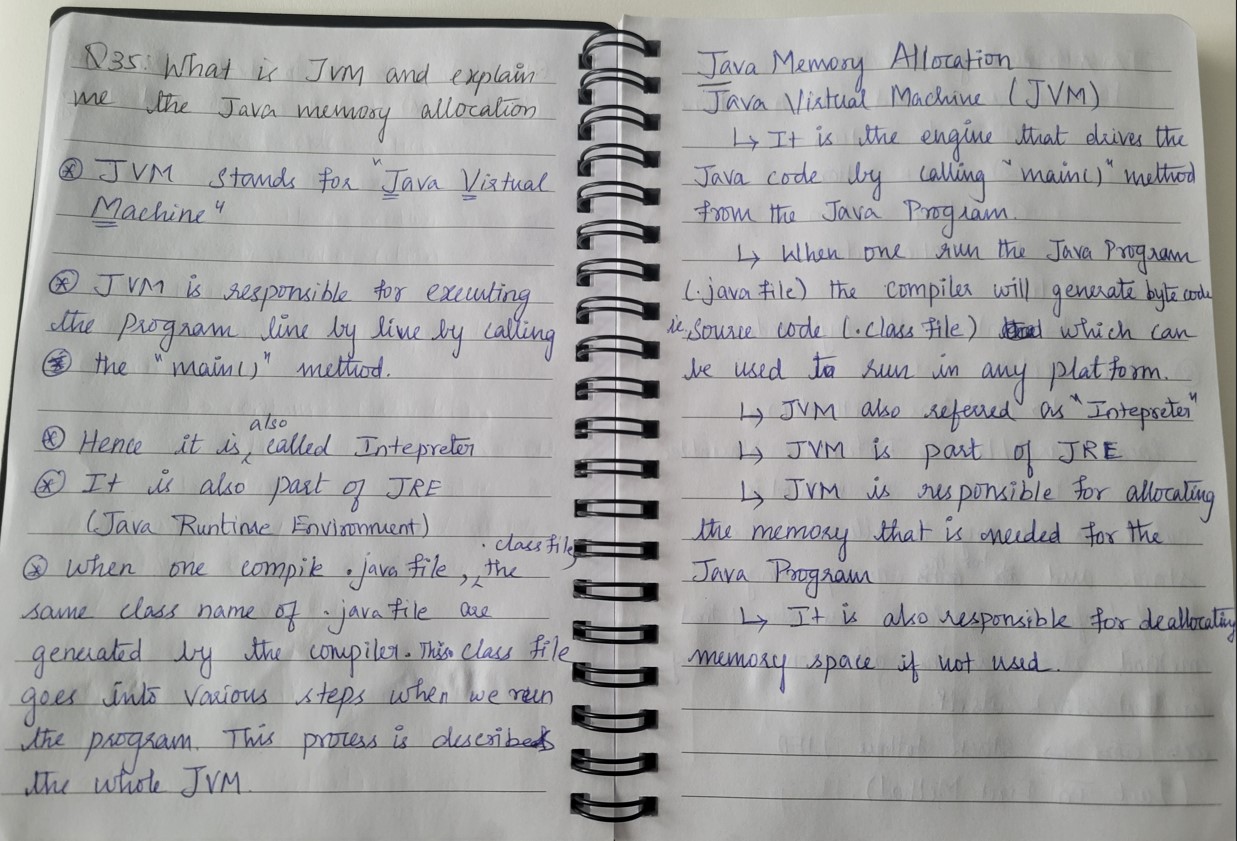 Q35: What is JVM and explain
me the Java memory allocation
⊛ JVM stands for "Java Virtual
Machine"
⊛ JVM is responsible for executing
the program line by line by calling
⊛ the "main()" method.
⊛ Hence it is also called Intepreter
⊛ It is also part of JRE
(Java Runtime Environment)
⊛ When one compile .java file, .class file, the
same class name of .java file are
generated by the compiler. This class file
goes into various steps when we run
the program. This process is describes
the whole JVM.
Java Memory Allocation
Java Virtual Machine (JVM)
↳ It is the engine that drives the
Java code by calling "main()" method
from the Java Program.
↳ When one run the Java Program
(.java file) the compiler will generate byte code
ie. source code (.class file) which can
be used to run in any platform.
↳ JVM also referred as "Intepreter"
↳ JVM is part of JRE
↳ JVM is responsible for allocating
the memory that is needed for the
Java Program
↳ It is also responsible for deallocating
memory space if not used.